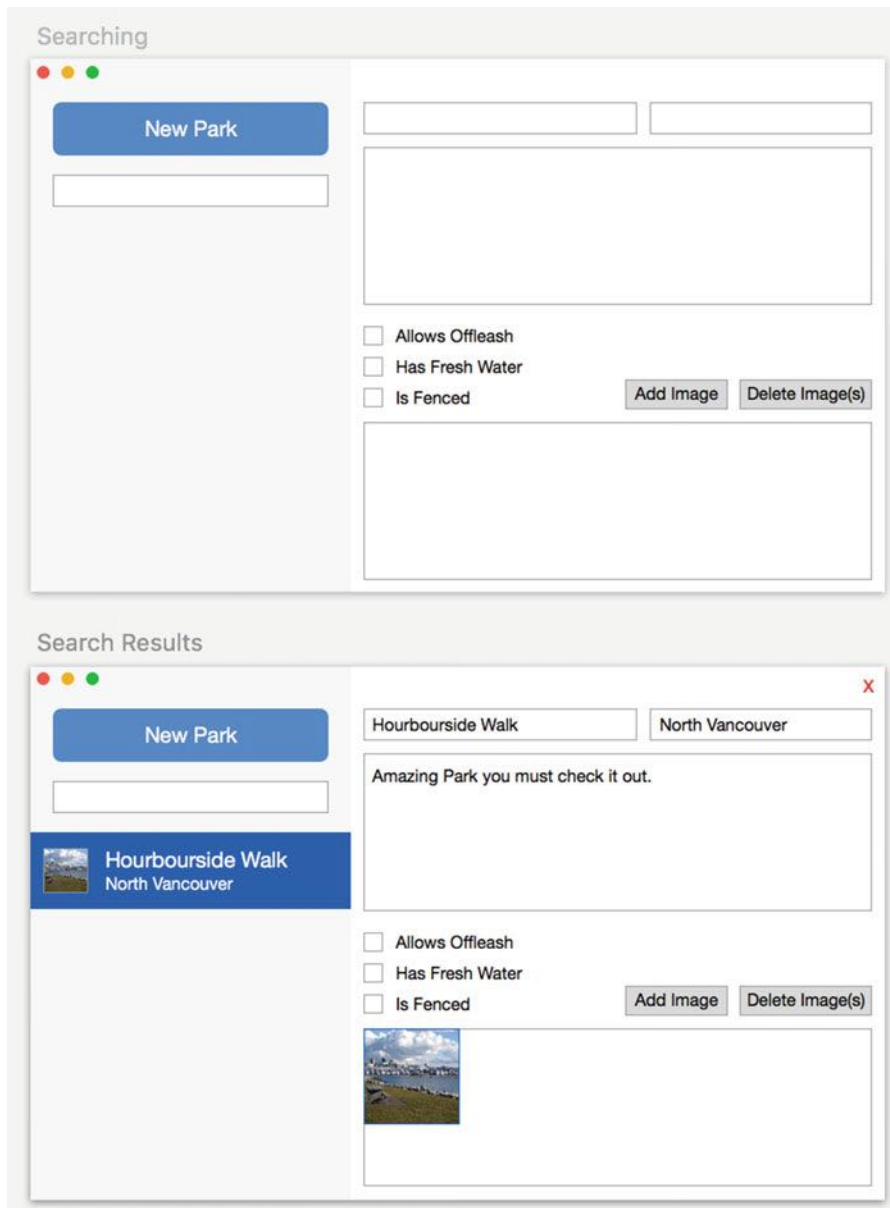 Searching
New Park
Allows Offleash
Has Fresh Water
Is Fenced
Add Image
Delete Image(s)
Search Results
X
New Park
Hourbourside Walk
North Vancouver
Amazing Park you must check it out.
Hourbourside Walk
North Vancouver
Allows Offleash
Has Fresh Water
Is Fenced
Add Image
Delete Image(s)